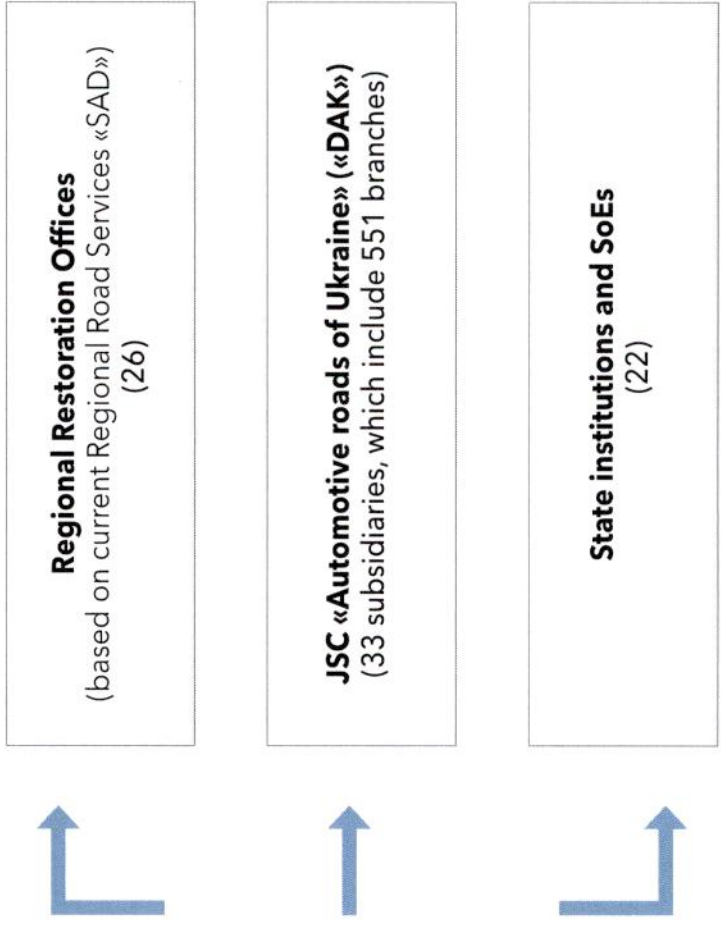 Regional Restoration Offices
(based on current Regional Road Services «SAD»)
(26)
JSC «Automotive roads of Ukraine» («DAK»)
(33 subsidiaries, which include 551 branches)
State institutions and SoEs
(22)